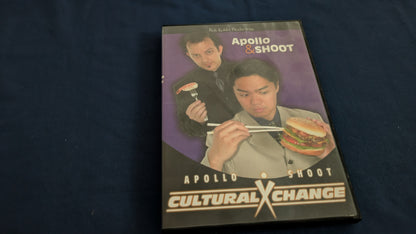 Apollo
& SHOOT
APOLLO & SHOOT
CULTURAL X CHANGE